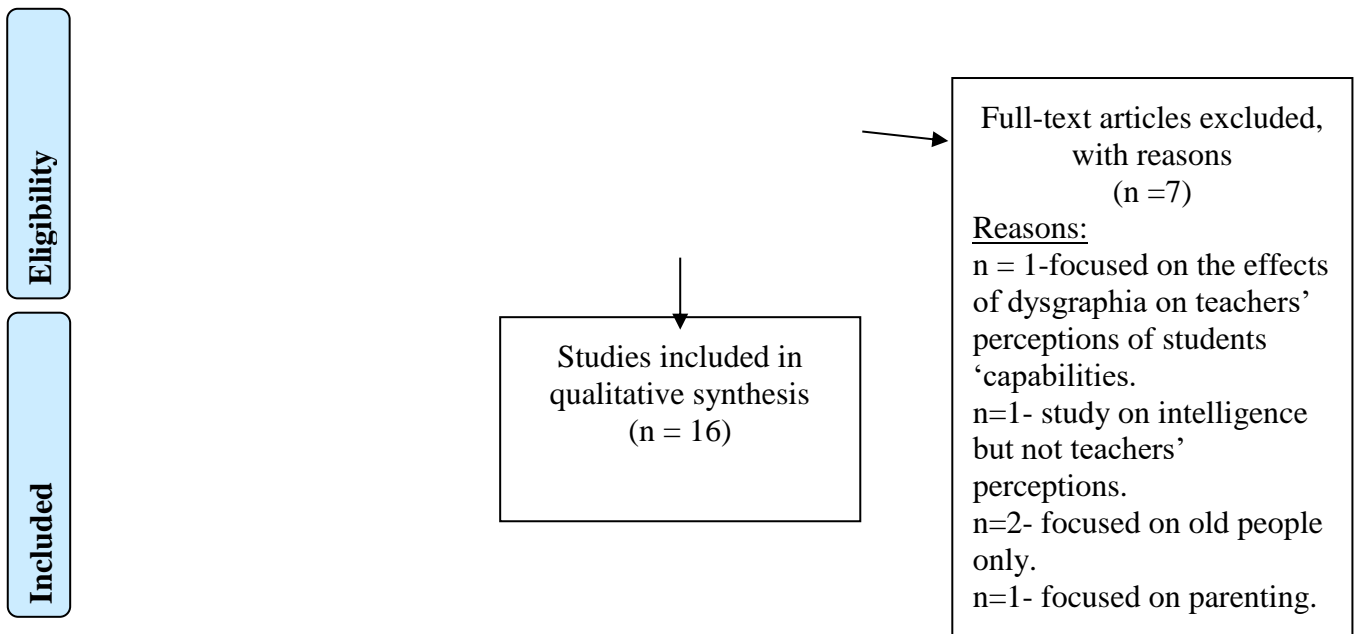 Eligibility
Full-text articles excluded,
with reasons
(n =7)
Reasons:
n = 1-focused on the effects
of dysgraphia on teachers’
perceptions of students
‘capabilities.
n=1- study on intelligence
but not teachers’
perceptions.
n=2- focused on old people
only.
n=1- focused on parenting.
Studies included in
qualitative synthesis
(n = 16)
Included